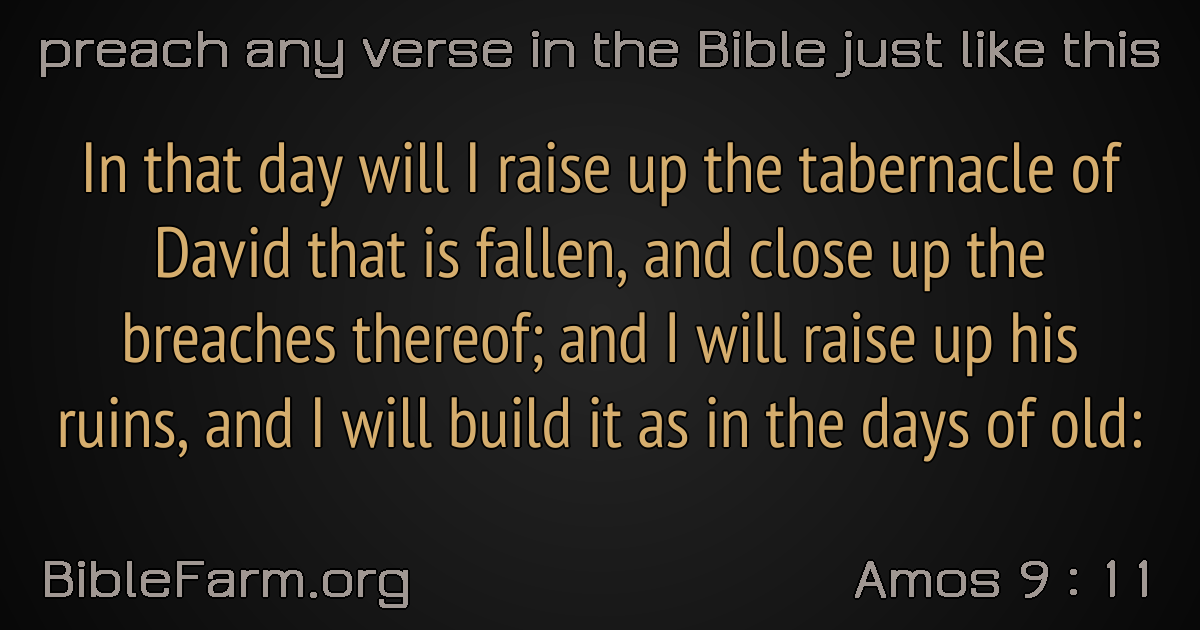 preach any verse in the Bible just like this
In that day will I raise up the tabernacle of
David that is fallen, and close up the
breaches thereof; and I will raise up his
ruins, and I will build it as in the days of old:
BibleFarm.org
Amos 9 : 11